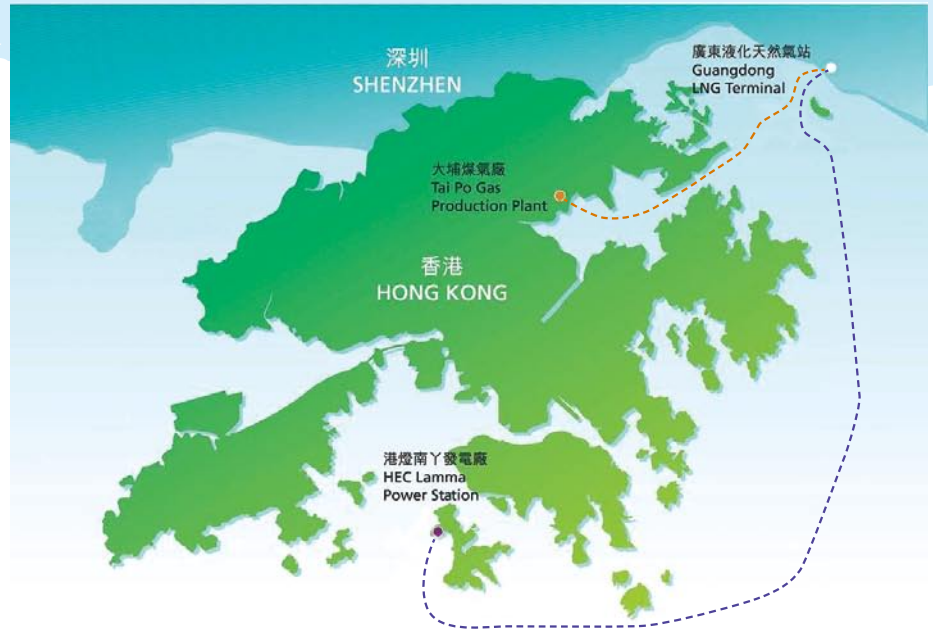 深圳
SHENZHEN
廣東液化天然氣站
Guangdong
LNG Terminal
大埔煤氣廠
Tai Po Gas
Production Plant
香港
HONG KONG
港燈南丫發電廠
HEC Lamma
Power Station